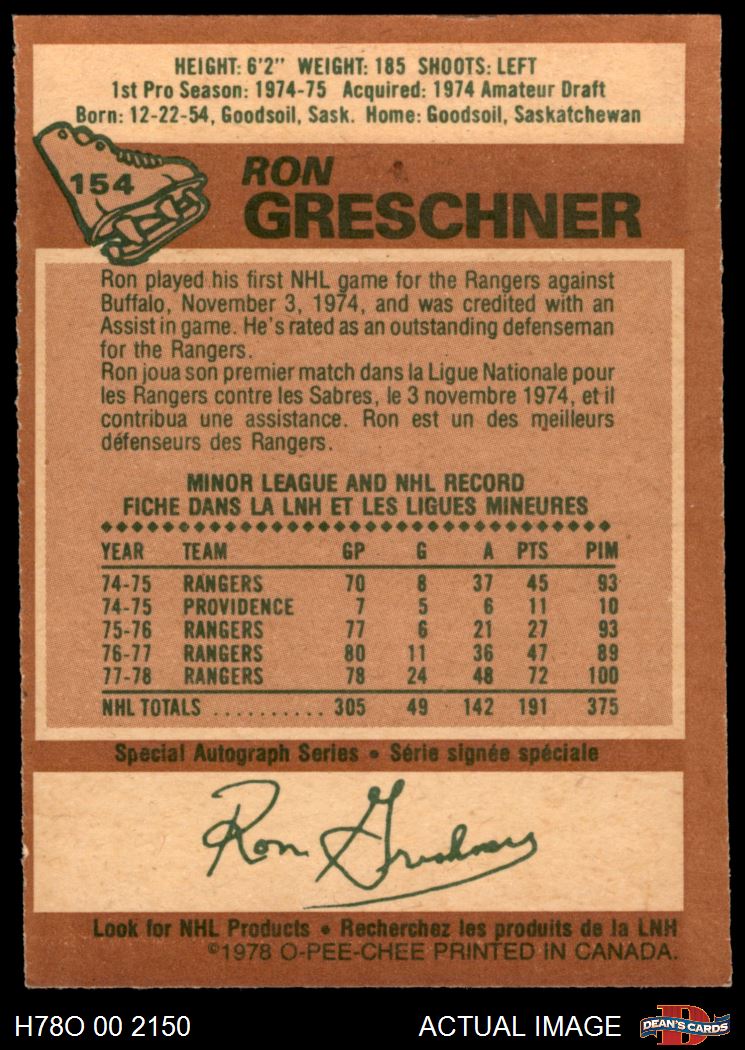 HEIGHT: 6'2" WEIGHT: 185 SHOOTS: LEFT
1st Pro Season: 1974-75 Acquired: 1974 Amateur Draft
Born: 12-22-54, Goodsoil, Sask. Home: Goodsoil, Saskatchewan
154
RON
GRESCHNER
Ron played his first NHL game for the Rangers against
Buffalo, November 3, 1974, and was credited with an
Assist in game. He's rated as an outstanding defenseman
for the Rangers.
Ron joua son premier match dans la Ligue Nationale pour
les Rangers contre les Sabres, le 3 novembre 1974, et il
contribua une assistance. Ron est un des meilleurs
défenseurs des Rangers.
MINOR LEAGUE AND NHL RECORD
FICHE DANS LA LNH ET LES LIGUES MINEURES
YEAR TEAM GP G A PTS PIM
74-75 RANGERS 70 8 37 45 93
74-75 PROVIDENCE 7 5 6 11 10
75-76 RANGERS 77 6 21 27 93
76-77 RANGERS 80 11 36 47 89
77-78 RANGERS 78 24 48 72 100
NHL TOTALS .......... 305 49 142 191 375
Special Autograph Series • Série signée spéciale
Ron Greschner
Look for NHL Products • Recherchez les produits de la LNH
©1978 O-PEE-CHEE PRINTED IN CANADA.
H78O 00 2150 ACTUAL IMAGE DEAN'S CARDS